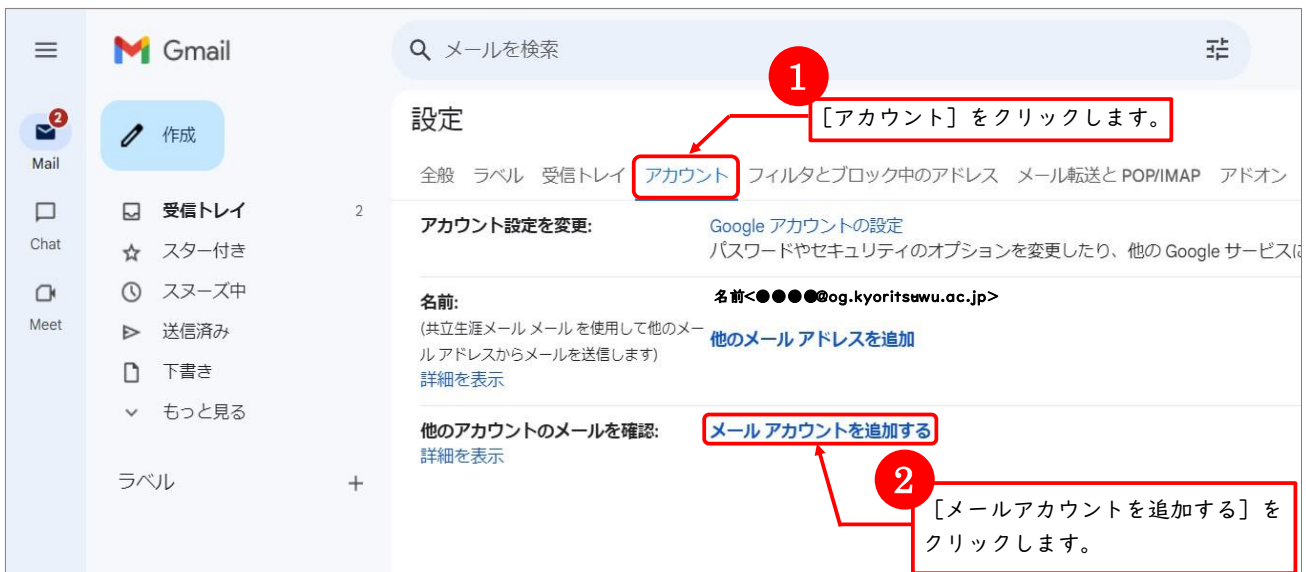 Gmail
メールを検索
1
［アカウント］をクリックします。
2
Mail
作成
設定
全般 ラベル 受信トレイ アカウント フィルタとブロック中のアドレス メール転送と POP/IMAP アドオン
Chat
Meet
受信トレイ 2
スター付き
スヌーズ中
送信済み
下書き
もっと見る
ラベル +
アカウント設定を変更:
Google アカウントの設定
パスワードやセキュリティのオプションを変更したり、他の Google サービスに
名前:
(共立生涯メール メール を使用して他のメー
ル アドレスからメールを送信します)
詳細を表示
名前<●●●●@og.kyoritsuwu.ac.jp>
他のメール アドレスを追加
他のアカウントのメールを確認:
詳細を表示
メール アカウントを追加する
2
［メールアカウントを追加する］を
クリックします。